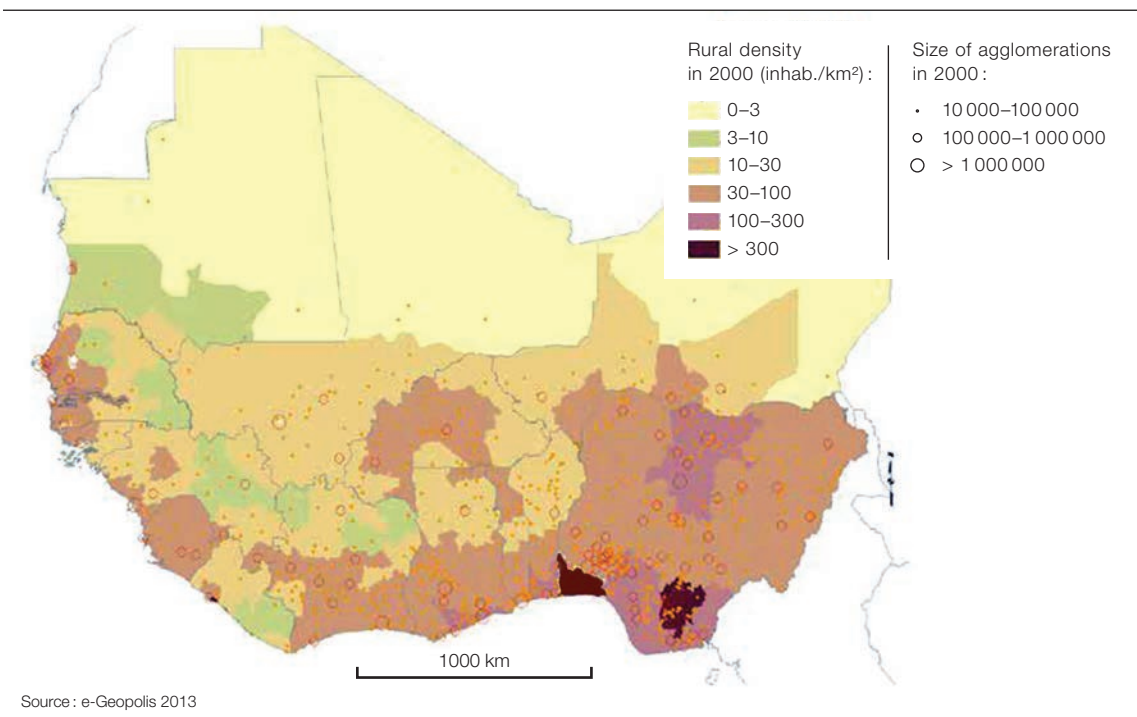 Rural density
in 2000 (inhab./km²) :
0–3
3–10
10–30
30–100
100–300
> 300
Size of agglomerations
in 2000 :
10 000–100 000
100 000–1 000 000
> 1 000 000
1000 km
Source : e-Geopolis 2013